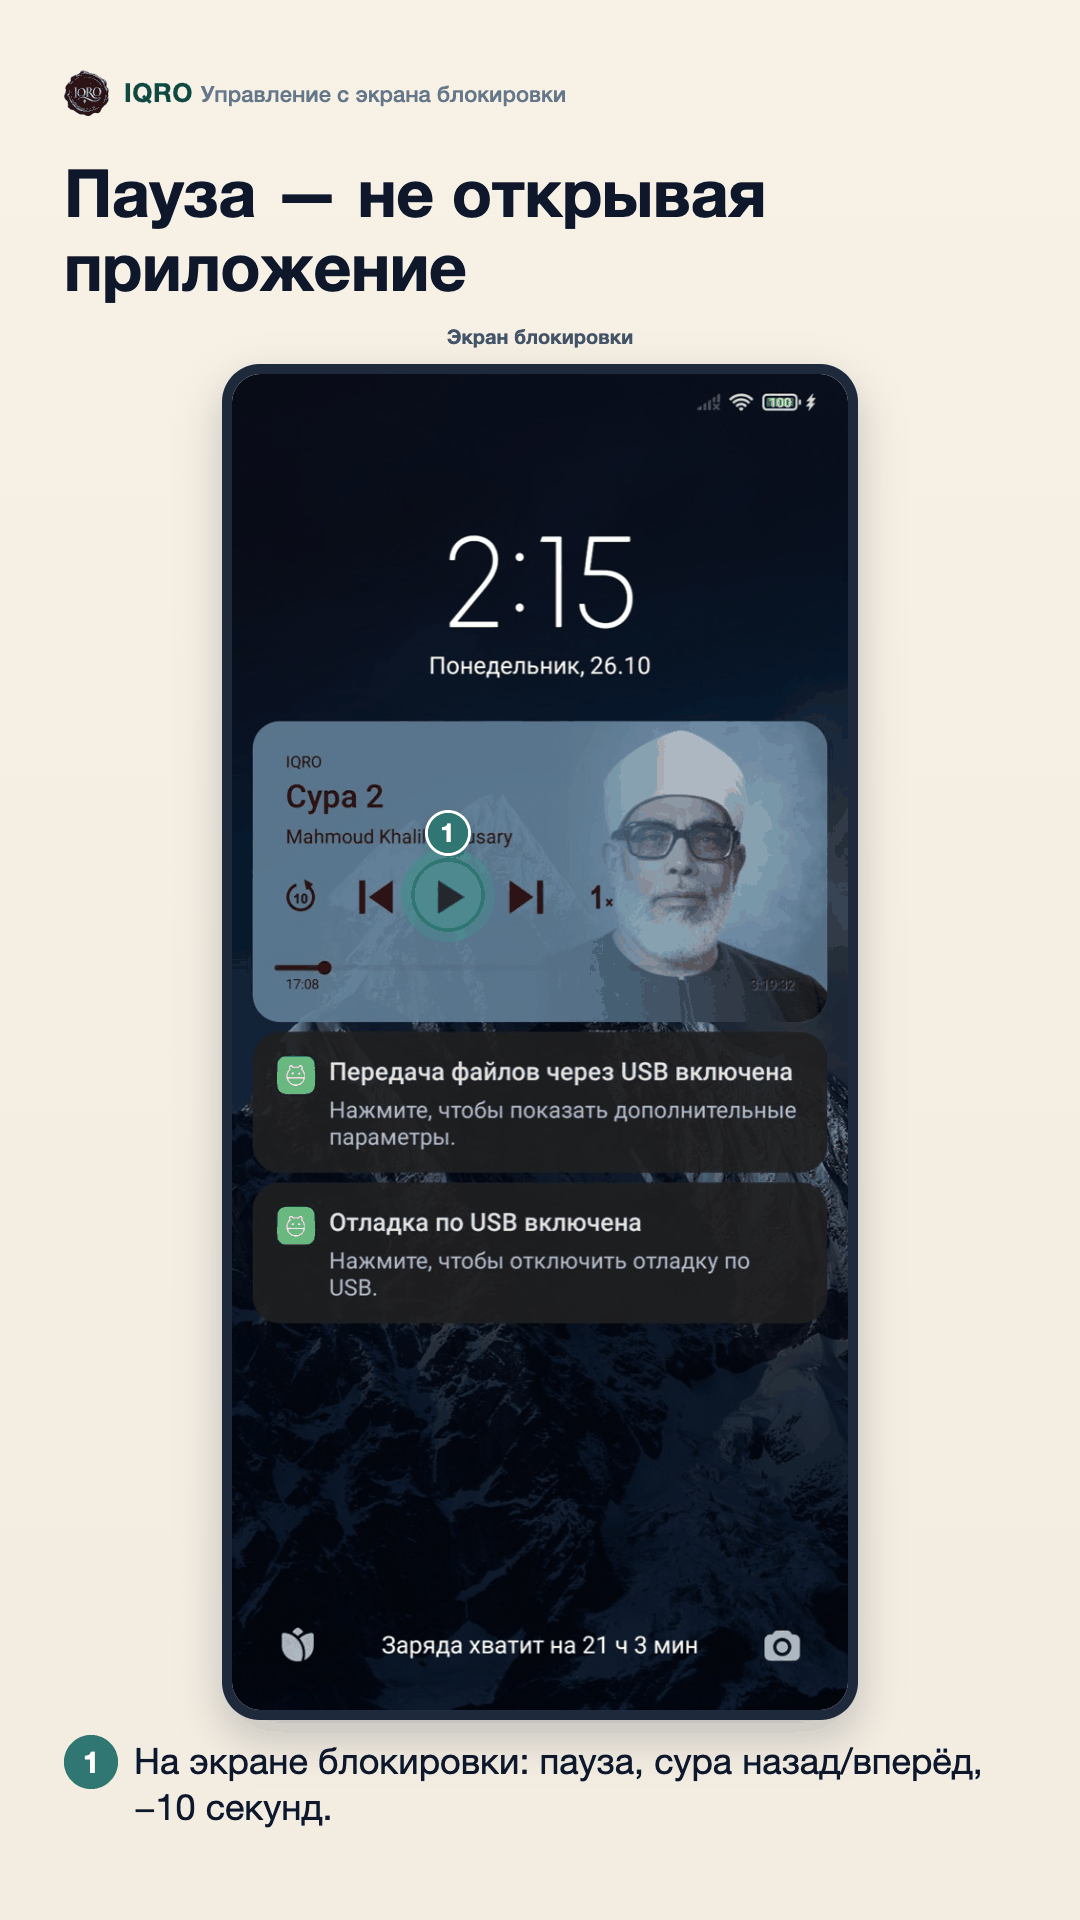 IQRO Управление с экрана блокировки
Пауза — не открывая
приложение
Экран блокировки
100
2:15
Понедельник, 26.10
IQRO
Сура 2
Mahmoud
1
10
1×
17:08
3:19:32
Передача файлов через USB включена
Нажмите, чтобы показать дополнительные
параметры.
Отладка по USB включена
Нажмите, чтобы отключить отладку по
USB.
Заряда хватит на 21 ч 3 мин
1 На экране блокировки: пауза, сура назад/вперёд,
–10 секунд.